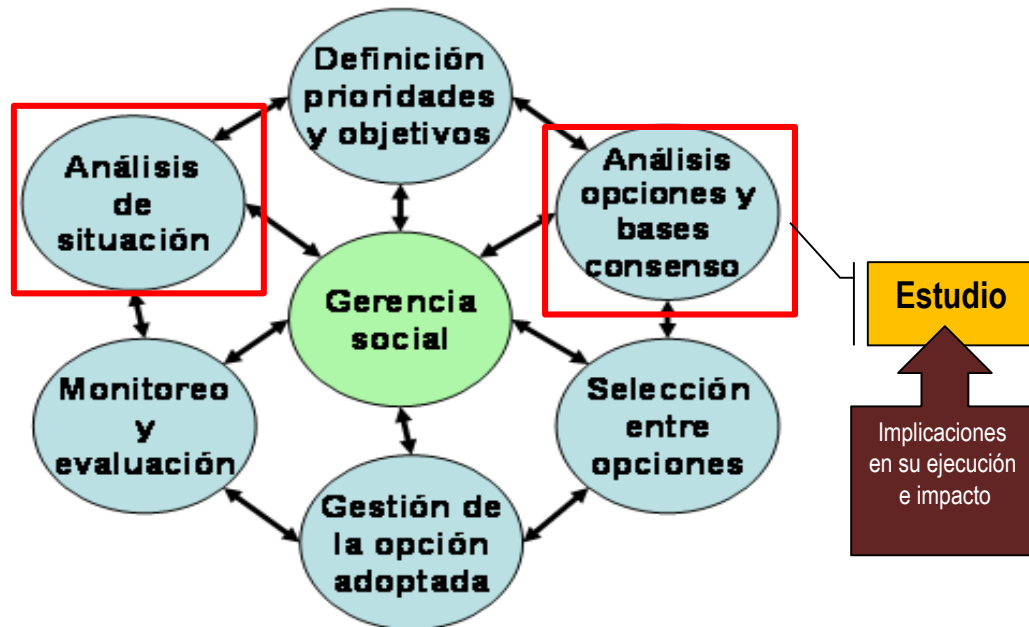 Definición
prioridades
y objetivos
Análisis
de
situación
Análisis
opciones y
bases
consenso
Gerencia
social
Estudio
Monitoreo
y
evaluación
Selección
entre
opciones
Implicaciones
en su ejecución
e impacto
Gestión de
la opción
adoptada